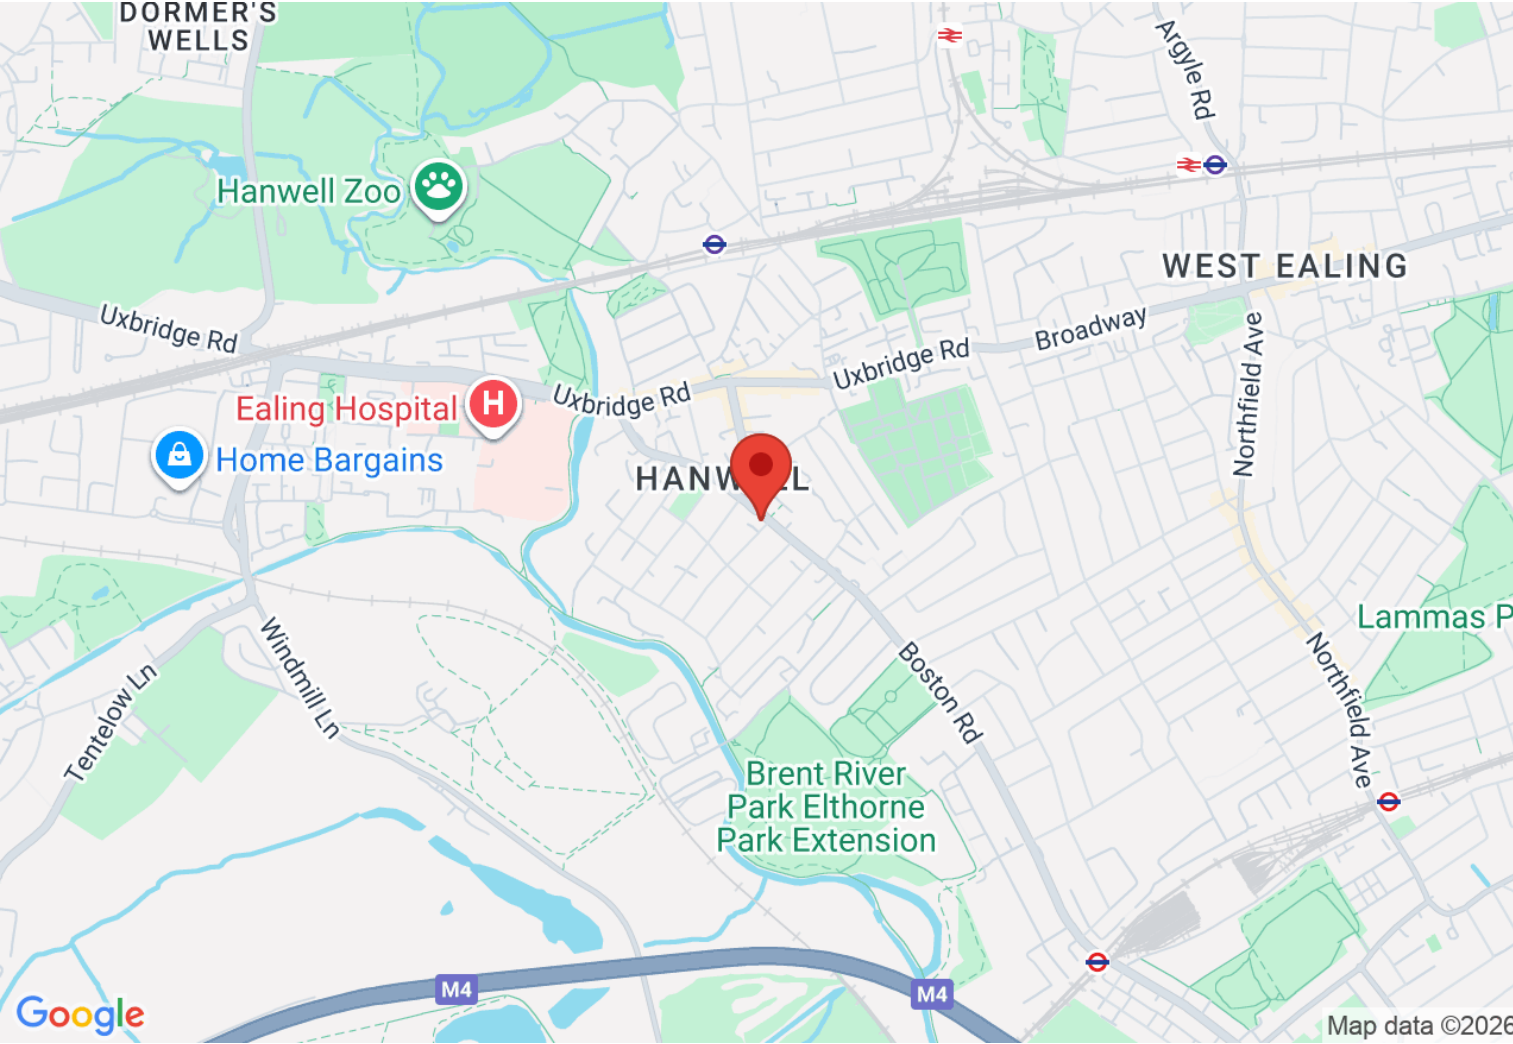 DORMER'S
WELLS
Argyle Rd
Hanwell Zoo
WEST EALING
Uxbridge Rd
Broadway
Uxbridge Rd
Northfield Ave
Uxbridge Rd
Ealing Hospital
H
Home Bargains
HANW
L
Lammas P
Windmill Ln
Tentelow Ln
Boston Rd
Northfield Ave
Brent River
Park Elthorne
Park Extension
M4
M4
Google
Map data ©2026